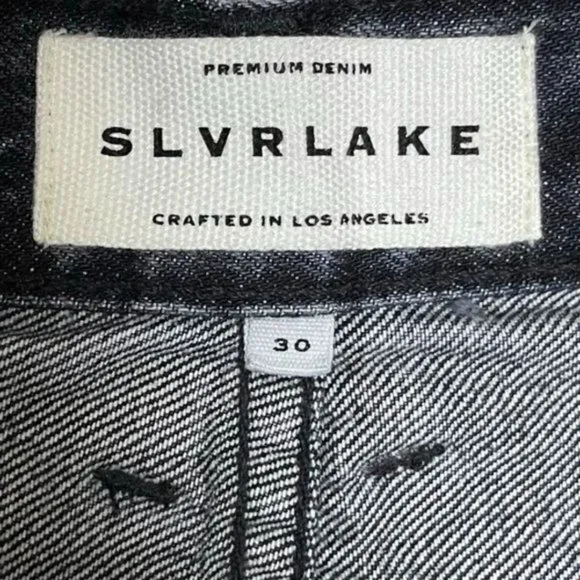 PREMIUM DENIM
SLVRLAKE
CRAFTED IN LOS ANGELES
30